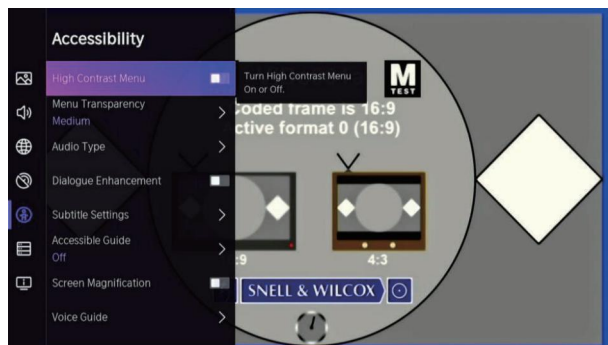 Accessibility
High Contrast Menu
Turn High Contrast Menu
On or Off.
Menu Transparency
Medium
Audio Type
Dialogue Enhancement
Subtitle Settings
Accessible Guide
Off
Screen Magnification
Voice Guide
M
TEST
Coded frame is 16:9
ctive format 0 (16:9)
:9
4:3
SNELL & WILCOX